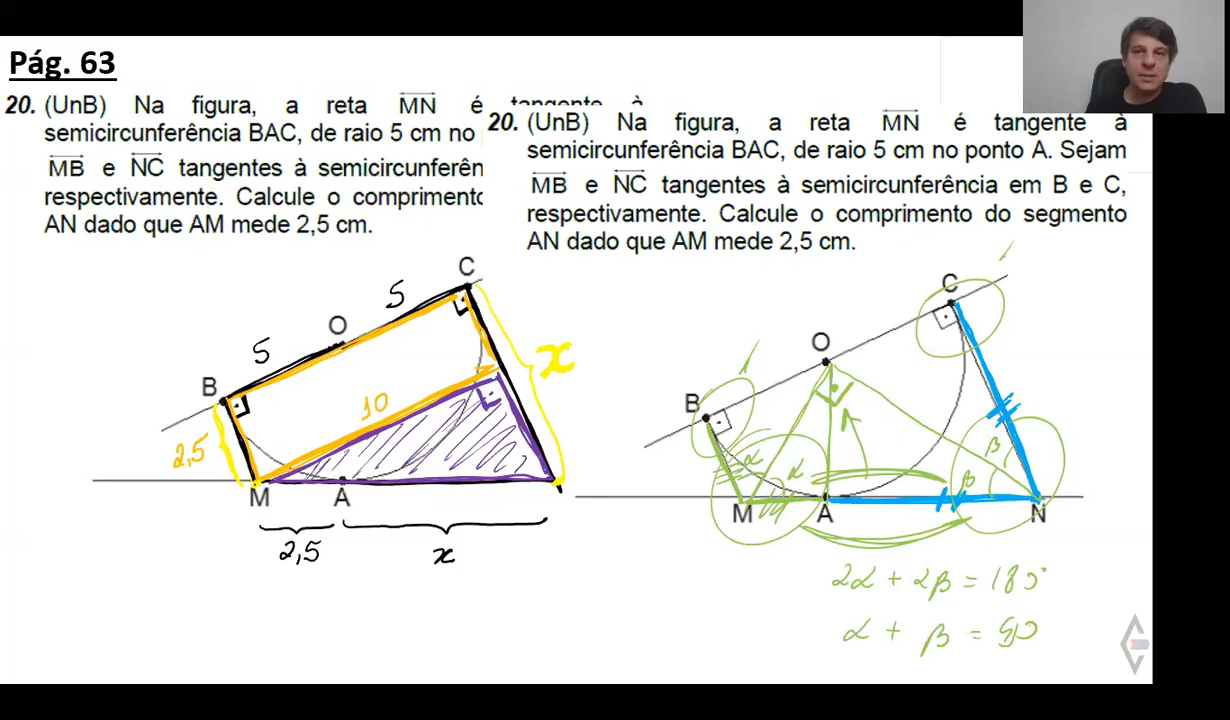 Pág. 63
20. (UnB) Na figura, a reta MN é tangente à
semicircunferência BAC, de raio 5 cm no
MB e NC tangentes à semicircunferên
respectivamente. Calcule o comprimento
AN dado que AM mede 2,5 cm.
C
5
O
5
B
x
10
2,5
M
A
2,5
x
20. (UnB) Na figura, a reta MN é tangente à
semicircunferência BAC, de raio 5 cm no ponto A. Sejam
MB e NC tangentes à semicircunferência em B e C,
respectivamente. Calcule o comprimento do segmento
AN dado que AM mede 2,5 cm.
C
O
B
α
α
β
β
M
A
N
2α + 2β = 180°
α + β = 90